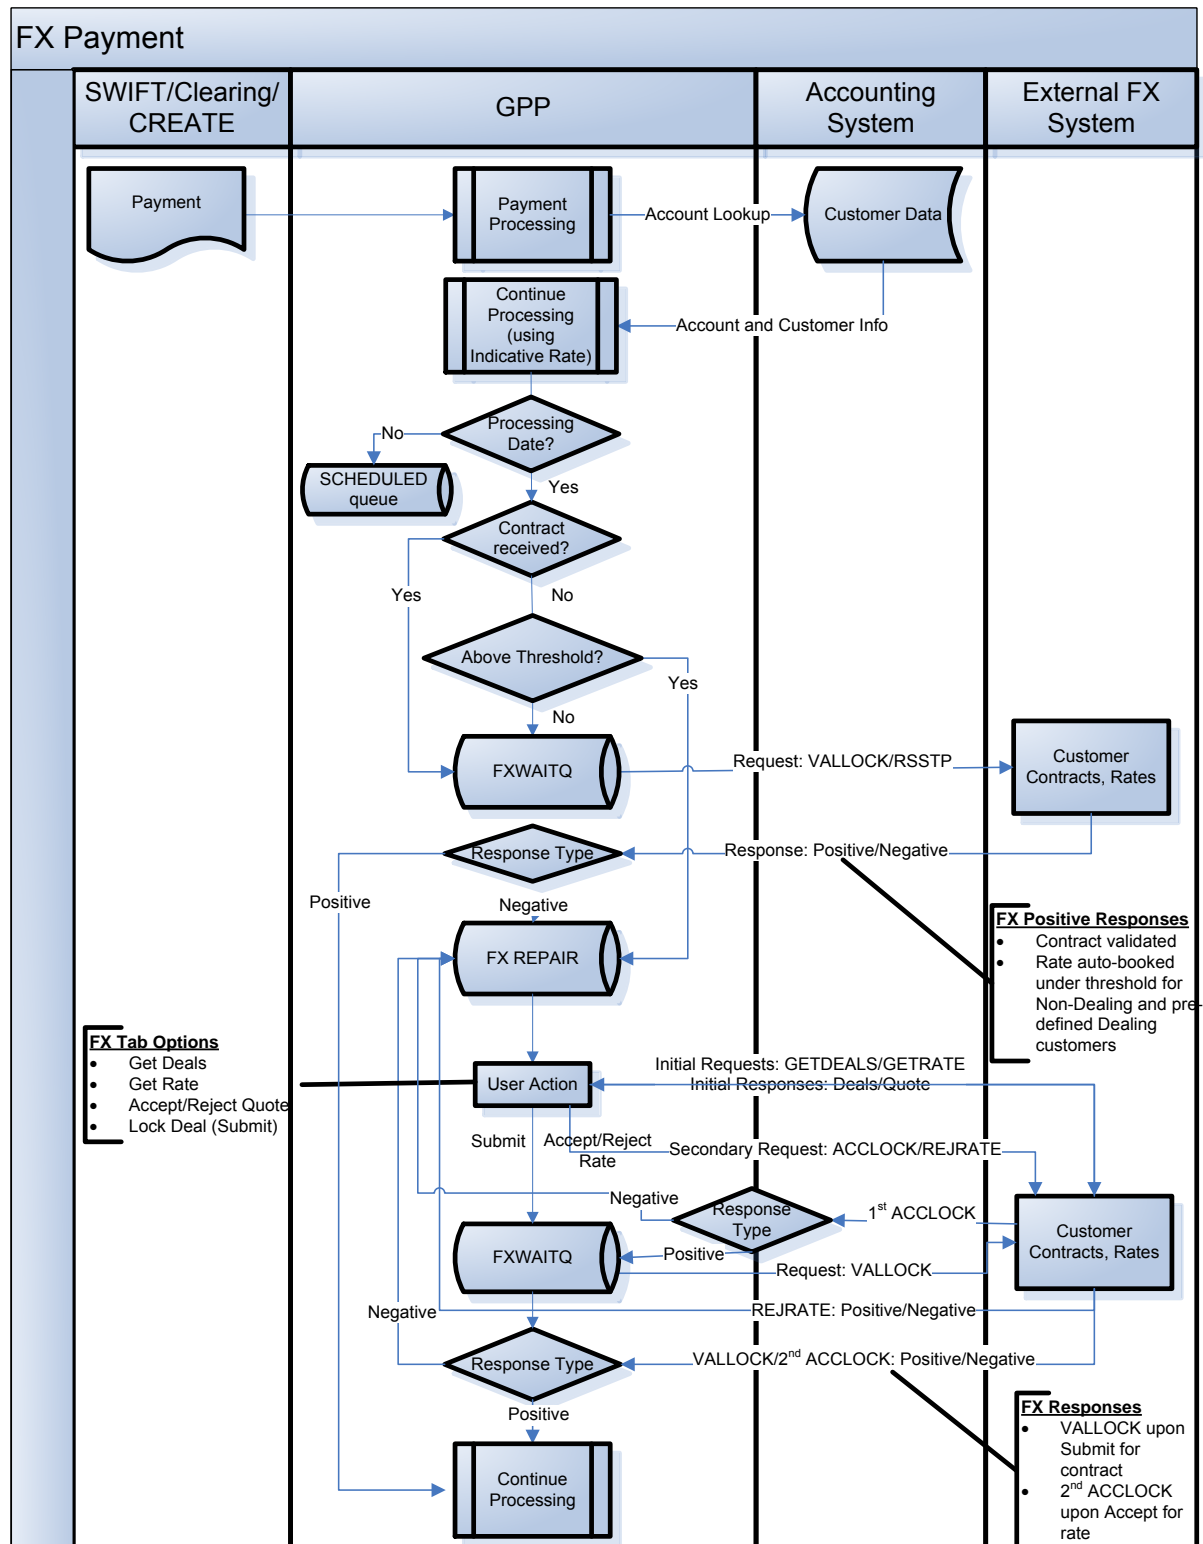 FX Payment
SWIFT/Clearing/
CREATE
GPP
Accounting
System
External FX
System
Payment
Payment
Processing
Account Lookup
Customer Data
Continue
Processing
(using
Indicative Rate)
Account and Customer Info
Processing
Date?
No
SCHEDULED
queue
Yes
Contract
received?
Yes
No
Above Threshold?
Yes
No
FXWAITQ
Request: VALLOCK/RSSTP
Customer
Contracts, Rates
Response Type
Response: Positive/Negative
Positive
Negative
FX REPAIR
FX Positive Responses
• Contract validated
• Rate auto-booked
under threshold for
Non-Dealing and pre-
defined Dealing
customers
FX Tab Options
• Get Deals
• Get Rate
• Accept/Reject Quote
• Lock Deal (Submit)
User Action
Initial Requests: GETDEALS/GETRATE
Initial Responses: Deals/Quote
Submit
Accept/Reject
Rate
Secondary Request: ACCLOCK/REJRATE
Negative
Response
Type
1st ACCLOCK
Customer
Contracts, Rates
FXWAITQ
Positive
Request: VALLOCK
Negative
REJRATE: Positive/Negative
Response Type
VALLOCK/2nd ACCLOCK: Positive/Negative
Positive
Continue
Processing
FX Responses
• VALLOCK upon
Submit for
contract
• 2nd ACCLOCK
upon Accept for
rate